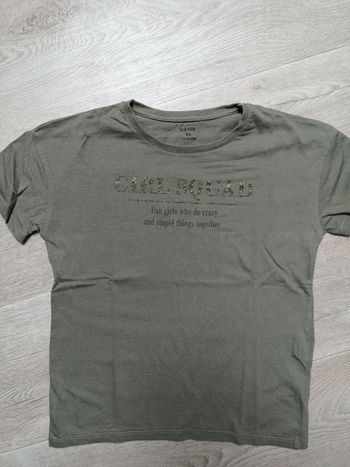 GIRL SQUAD
Fun girls who do crazy
and stupid things together